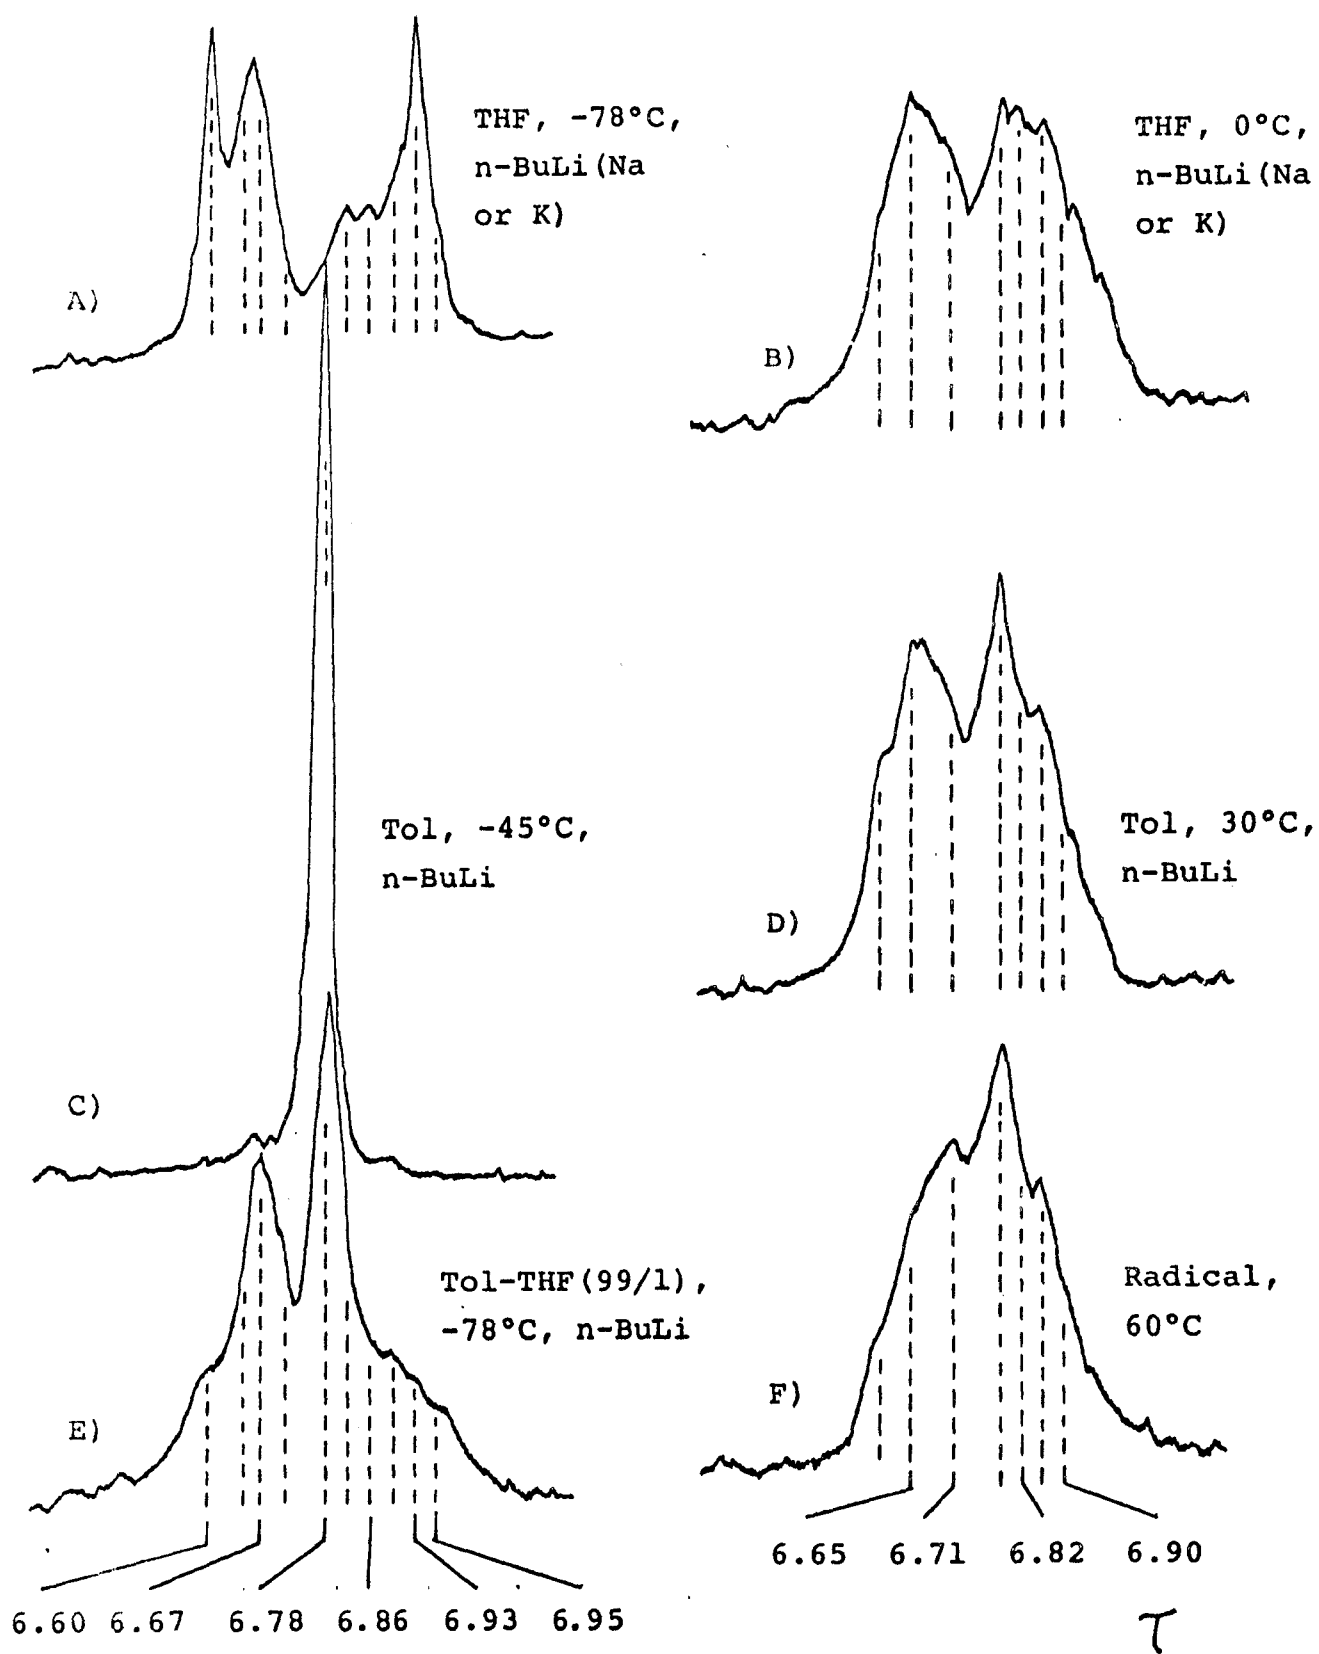 A)
THF, -78°C,
n-BuLi(Na
or K)
B)
THF, 0°C,
n-BuLi(Na
or K)
C)
Tol, -45°C,
n-BuLi
D)
Tol, 30°C,
n-BuLi
E)
Tol-THF(99/1),
-78°C, n-BuLi
F)
Radical,
60°C
6.60 6.67 6.78 6.86 6.93 6.95
6.65 6.71 6.82 6.90
τ